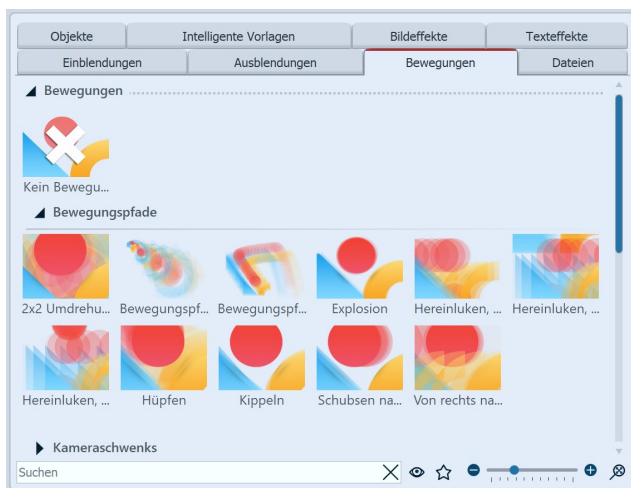 Objekte Intelligente Vorlagen Bildeffekte Texteffekte
Einblendungen Ausblendungen Bewegungen Dateien
Bewegungen
Kein Bewegu...
Bewegungspfade
2x2 Umdrehu... Bewegungspf... Bewegungspf... Explosion Hereinluken, ... Hereinluken, ...
Hereinluken, ... Hüpfen Kippeln Schubsen na... Von rechts na...
Kameraschwenks
Suchen